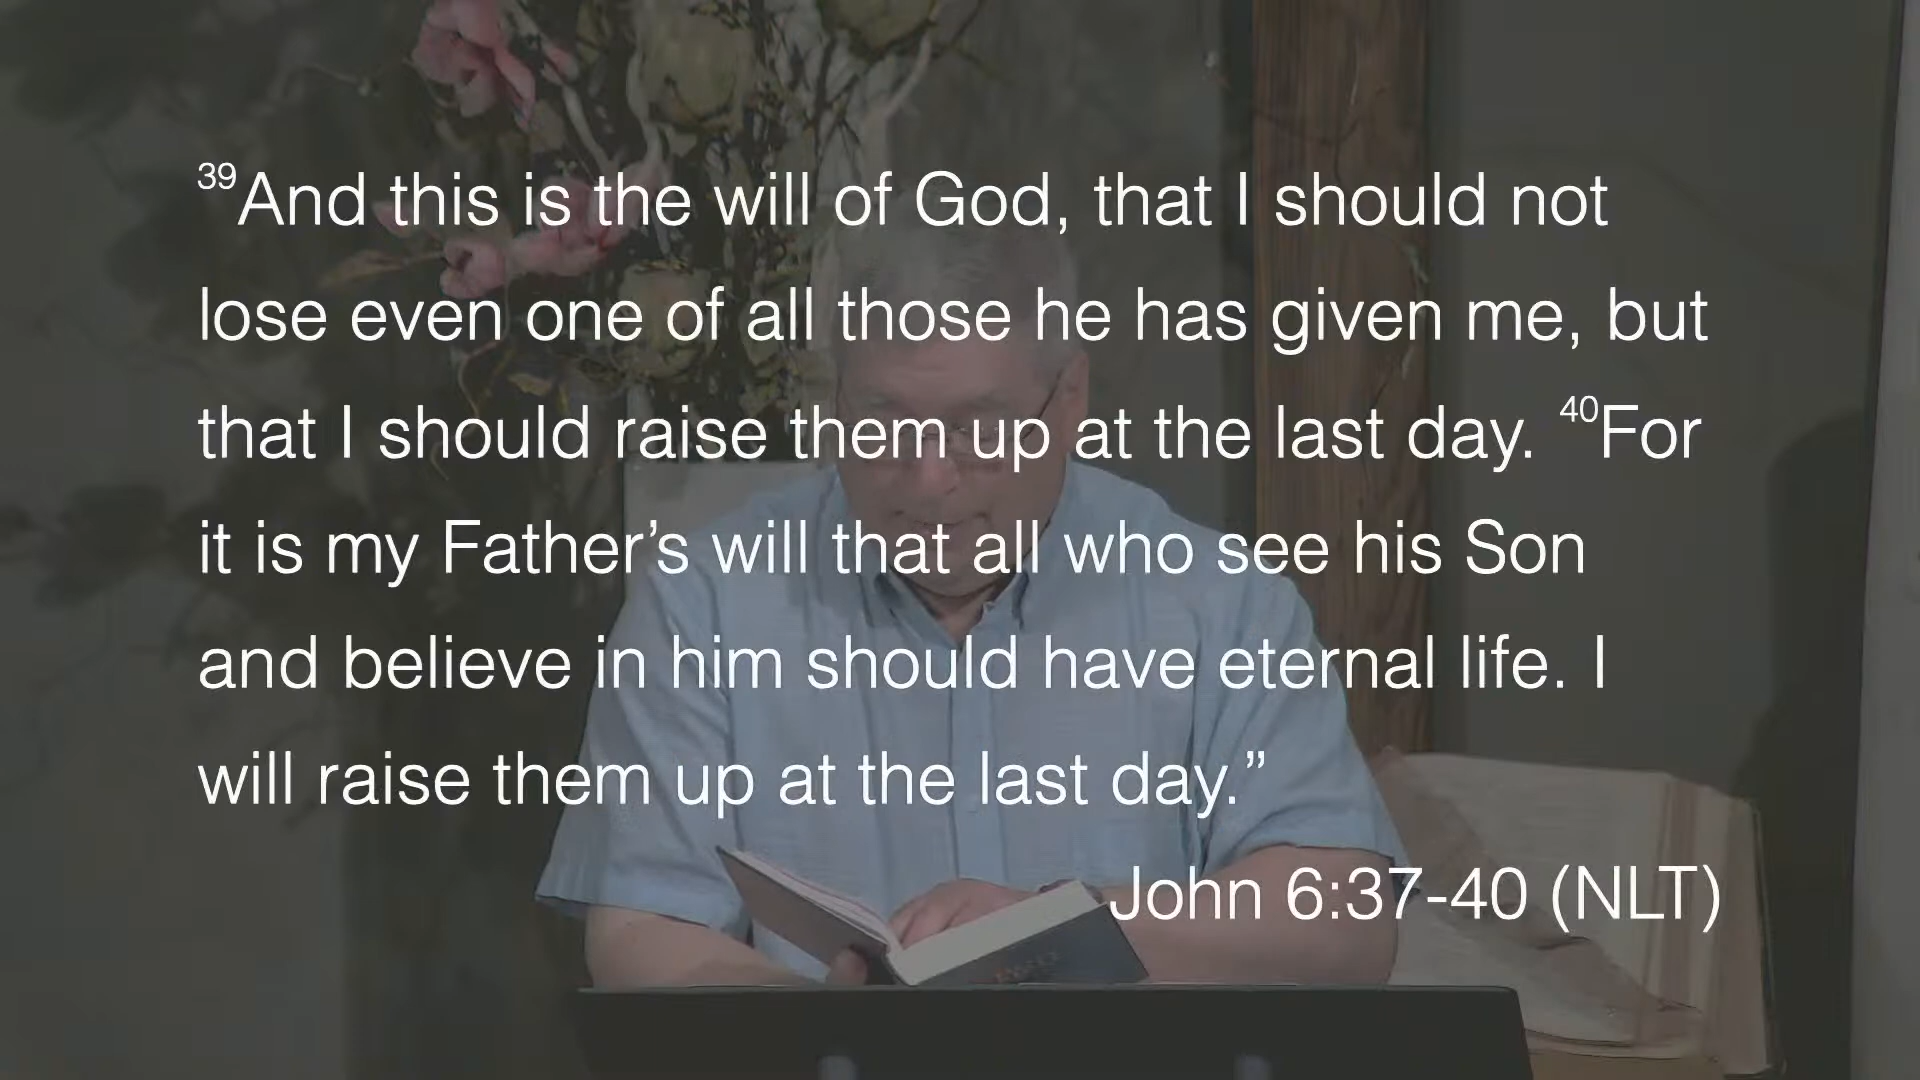 39And this is the will of God, that I should not
lose even one of all those he has given me, but
that I should raise them up at the last day. 40For
it is my Father’s will that all who see his Son
and believe in him should have eternal life. I
will raise them up at the last day.”
John 6:37-40 (NLT)